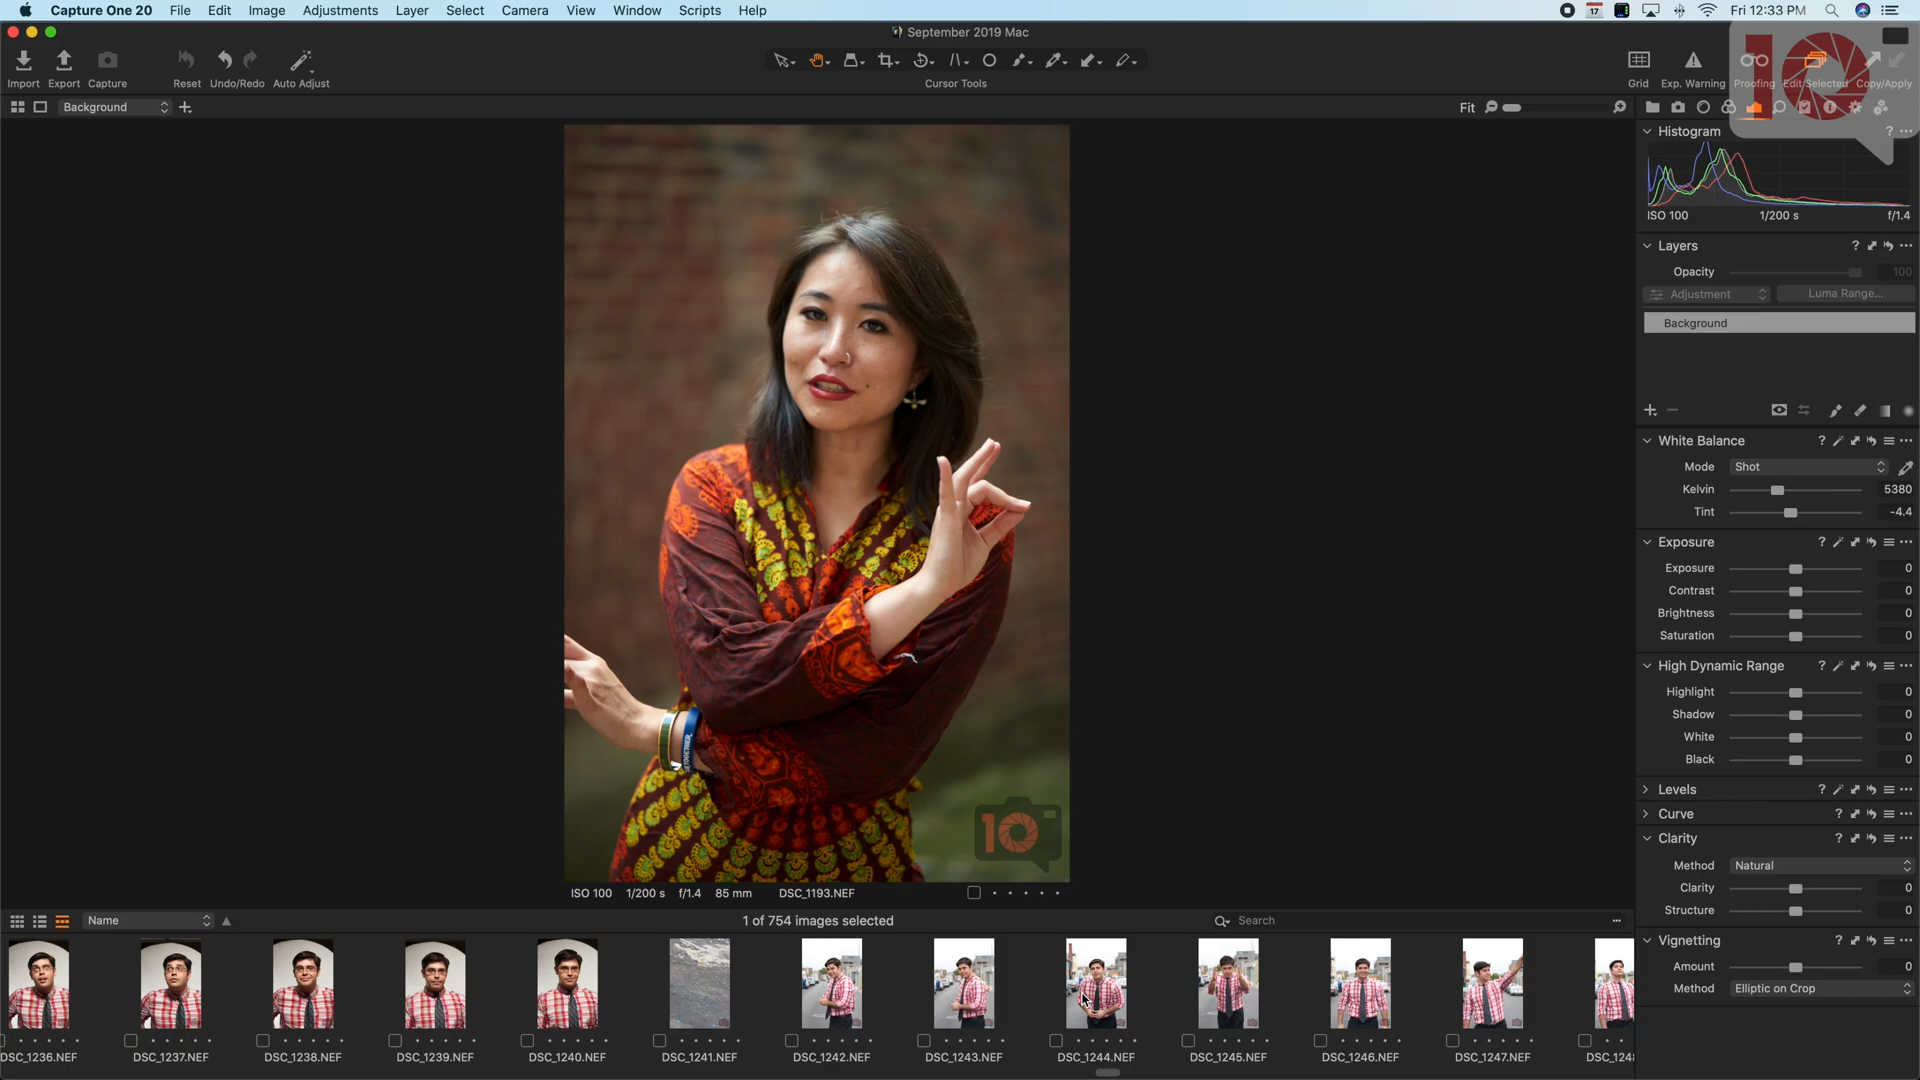 Capture One 20 File Edit Image Adjustments Layer Select Camera View Window Scripts Help
17 Fri 12:33 PM
September 2019 Mac
Import Export Capture Reset Undo/Redo Auto Adjust Cursor Tools Grid Exp. Warning Proofing Edit Selected Copy/Apply
10
Background Fit
Histogram ?
ISO 100 1/200 s f/1.4
Layers ?
Opacity 100
Adjustment Luma Range...
Background
White Balance ?
Mode Shot
Kelvin 5380
Tint -4.4
Exposure ?
Exposure 0
Contrast 0
Brightness 0
Saturation 0
High Dynamic Range ?
Highlight 0
Shadow 0
White 0
Black 0
Levels ?
Curve ?
Clarity ?
Method Natural
Clarity 0
Structure 0
Vignetting ?
Amount 0
Method Elliptic on Crop
10
ISO 100 1/200 s f/1.4 85 mm DSC_1193.NEF
Name 1 of 754 images selected Search
DSC_1236.NEF DSC_1237.NEF DSC_1238.NEF DSC_1239.NEF DSC_1240.NEF DSC_1241.NEF DSC_1242.NEF DSC_1243.NEF DSC_1244.NEF DSC_1245.NEF DSC_1246.NEF DSC_1247.NEF DSC_124